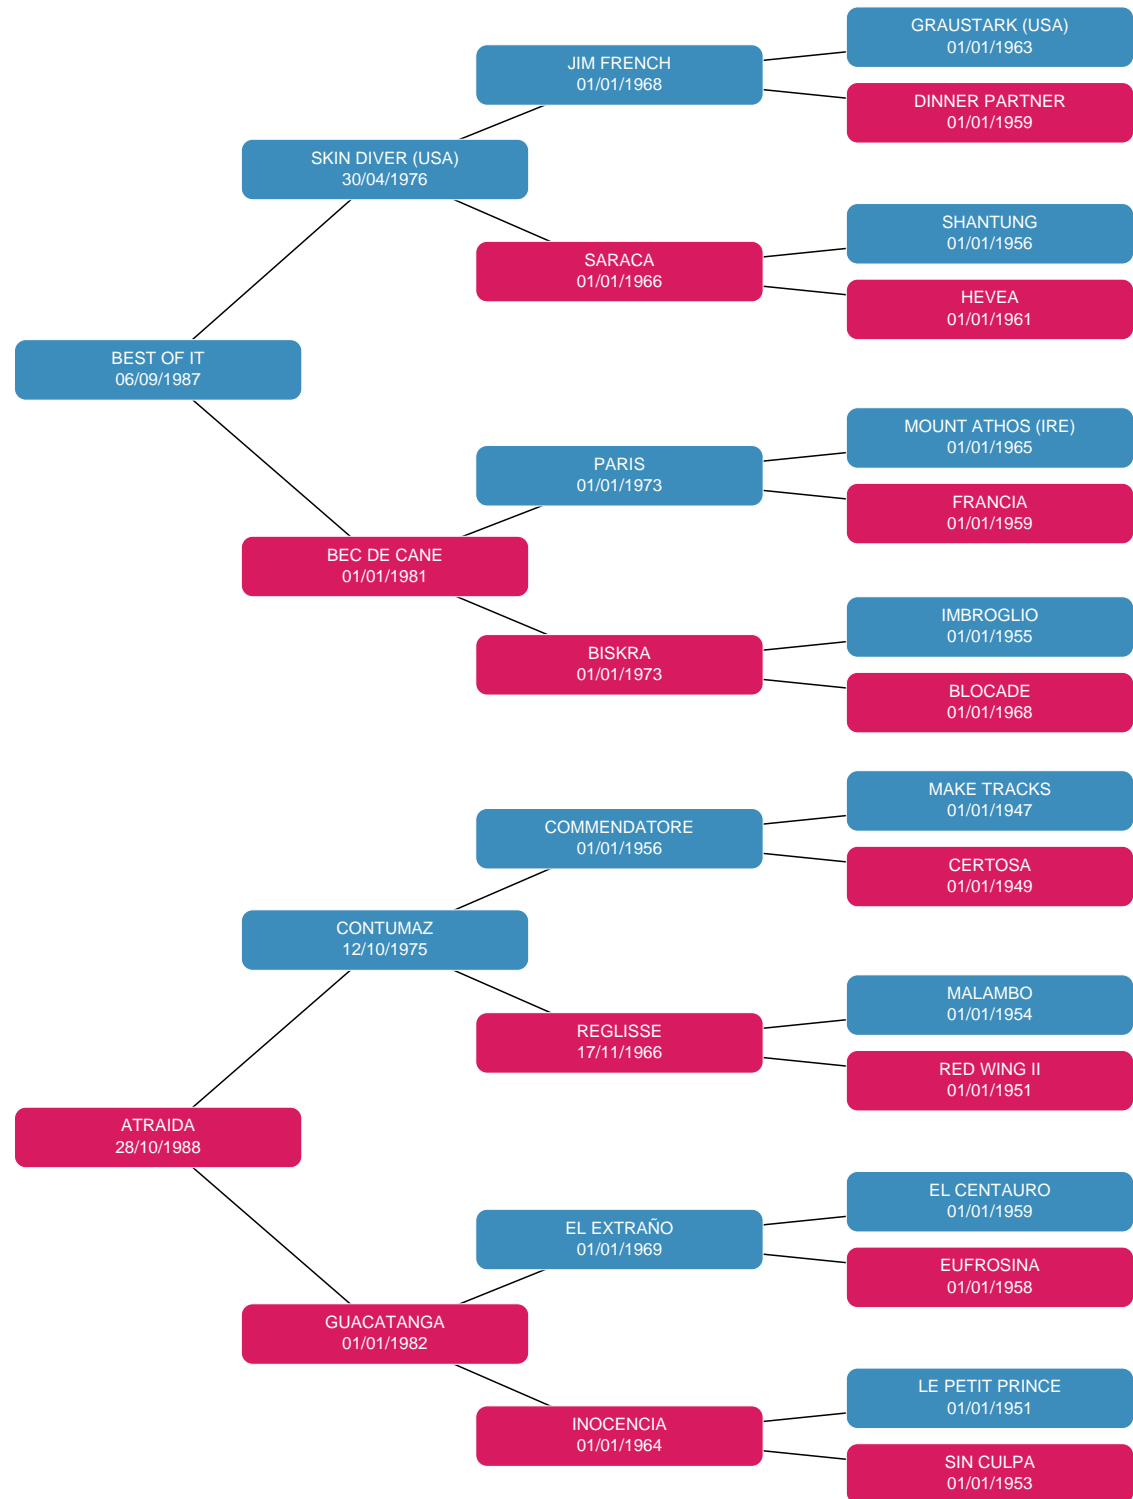 GRAUSTARK (USA)
01/01/1963
JIM FRENCH
01/01/1968
DINNER PARTNER
01/01/1959
SKIN DIVER (USA)
30/04/1976
SHANTUNG
01/01/1956
SARACA
01/01/1966
HEVEA
01/01/1961
BEST OF IT
06/09/1987
MOUNT ATHOS (IRE)
01/01/1965
PARIS
01/01/1973
FRANCIA
01/01/1959
BEC DE CANE
01/01/1981
IMBROGLIO
01/01/1955
BISKRA
01/01/1973
BLOCADE
01/01/1968
MAKE TRACKS
01/01/1947
COMMENDATORE
01/01/1956
CERTOSA
01/01/1949
CONTUMAZ
12/10/1975
MALAMBO
01/01/1954
REGLISSE
17/11/1966
RED WING II
01/01/1951
ATRAIDA
28/10/1988
EL CENTAURO
01/01/1959
EL EXTRAÑO
01/01/1969
EUFROSINA
01/01/1958
GUACATANGA
01/01/1982
LE PETIT PRINCE
01/01/1951
INOCENCIA
01/01/1964
SIN CULPA
01/01/1953